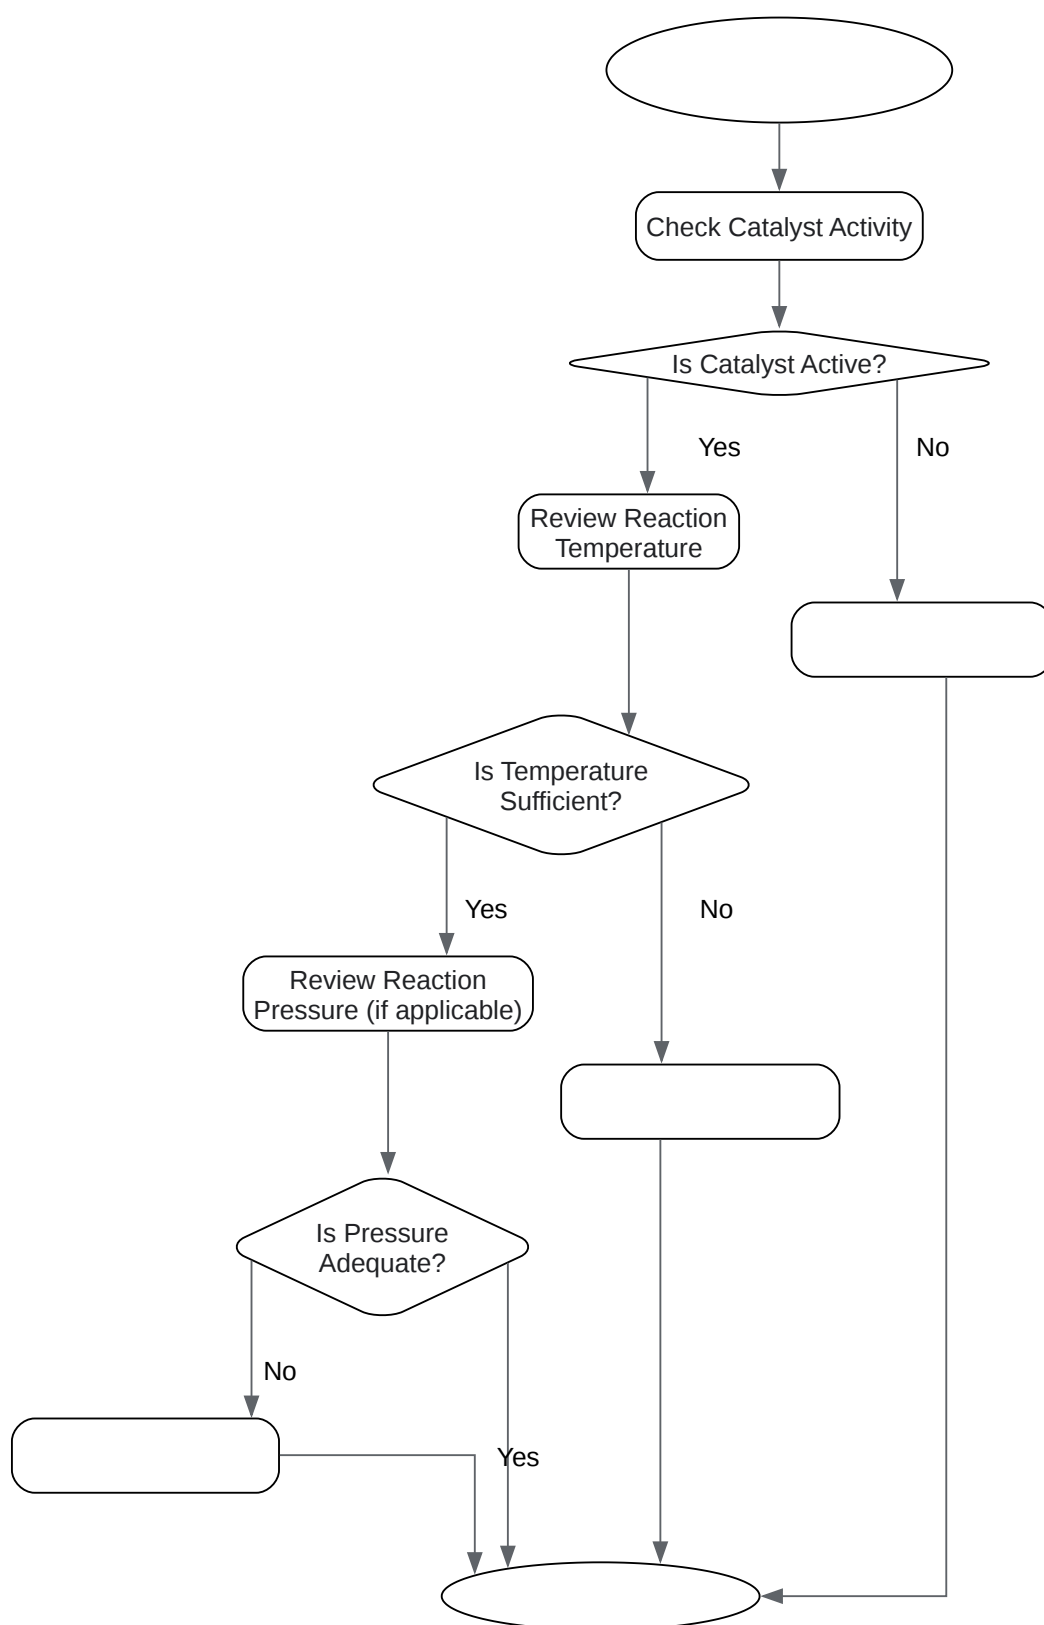 Check Catalyst Activity
Is Catalyst Active?
Yes
No
Review Reaction
Temperature
Is Temperature
Sufficient?
Yes
No
Review Reaction
Pressure (if applicable)
Is Pressure
Adequate?
No
Yes